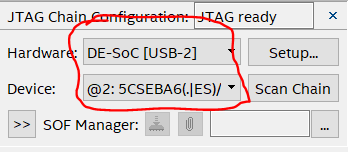 JTAG Chain Configuration: JTAG ready ×
Hardware: DE-SoC [USB-2] Setup...
Device: @2: 5CSEBA6(.|ES)/ Scan Chain
>> SOF Manager: ...